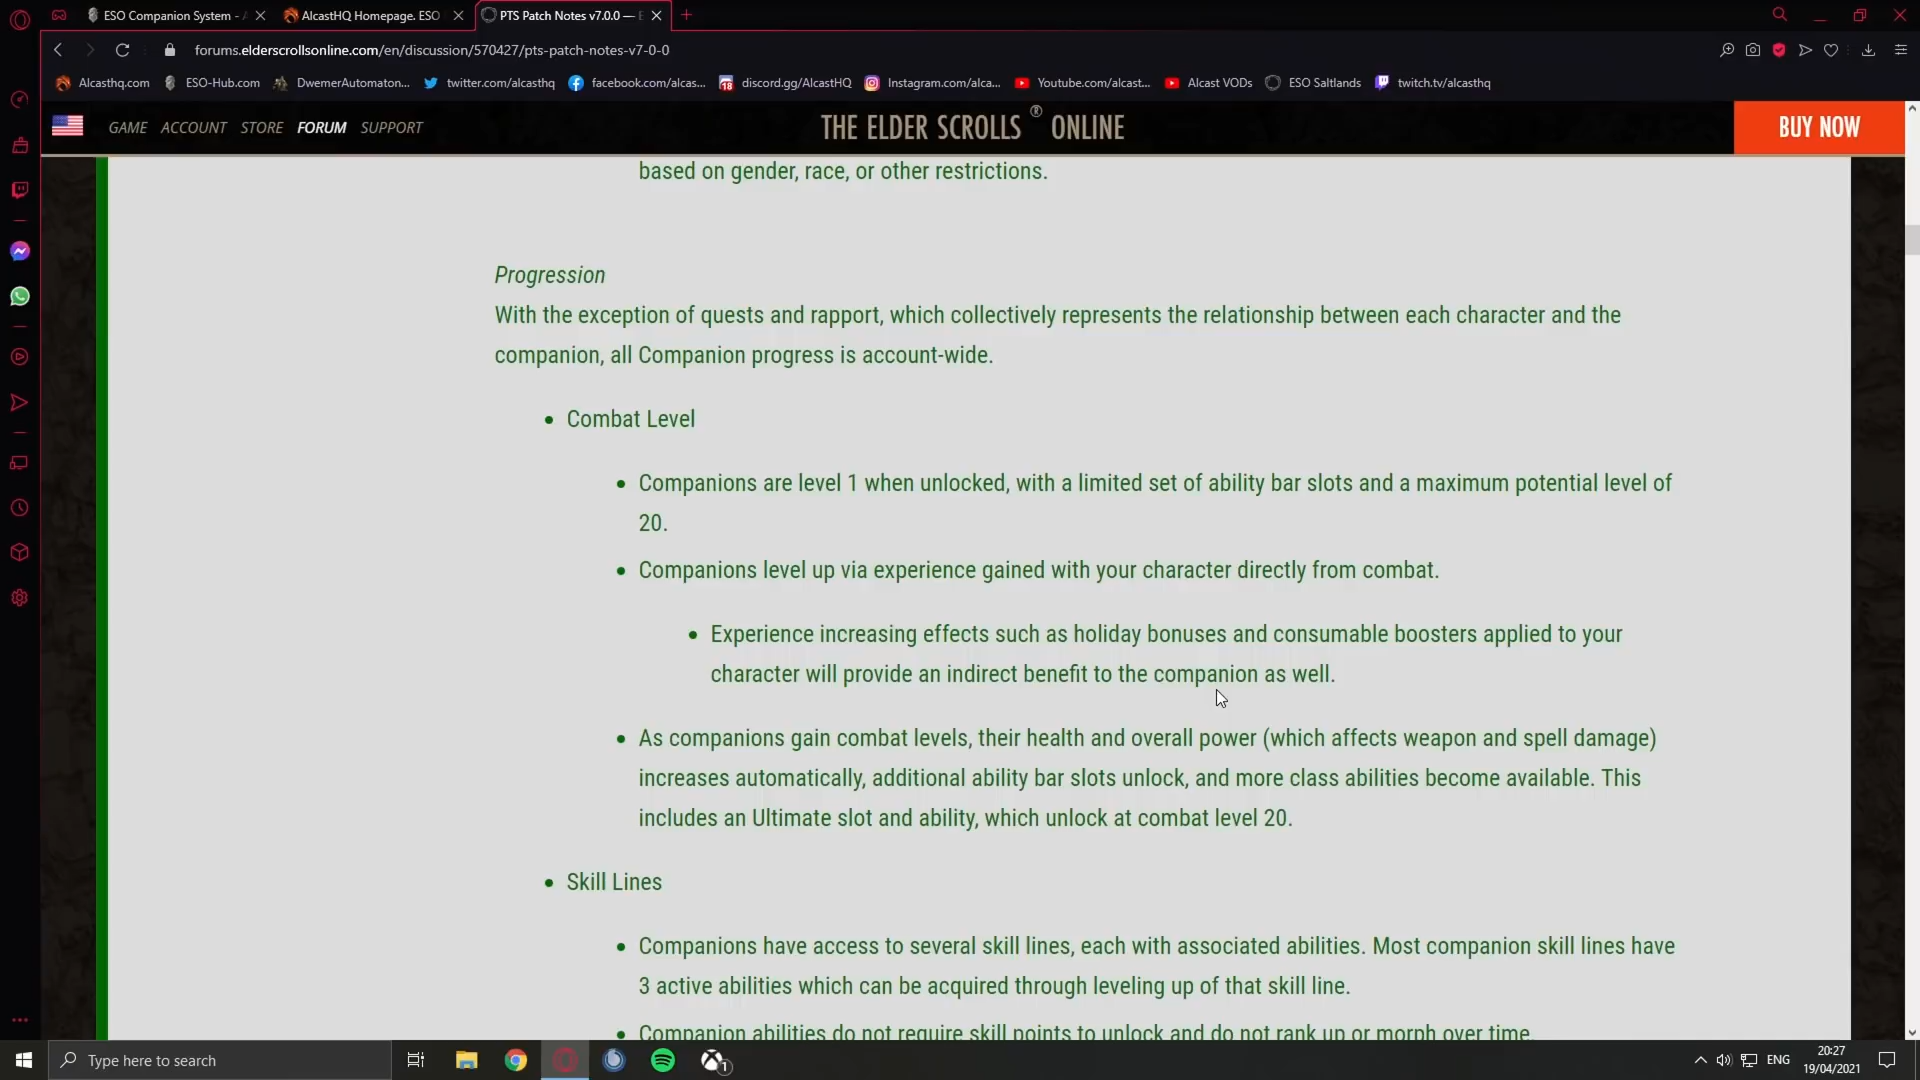 ESO Companion System - A
AlcastHQ Homepage. ESO
PTS Patch Notes v7.0.0 — E
forums.elderscrollsonline.com/en/discussion/570427/pts-patch-notes-v7-0-0
Alcasthq.com
ESO-Hub.com
DwemerAutomaton...
twitter.com/alcasthq
facebook.com/alcas...
18
discord.gg/AlcastHQ
Instagram.com/alca...
Youtube.com/alcast...
Alcast VODs
ESO Saltlands
twitch.tv/alcasthq
GAME ACCOUNT STORE FORUM SUPPORT
THE ELDER SCROLLS ® ONLINE
BUY NOW
based on gender, race, or other restrictions.
Progression
With the exception of quests and rapport, which collectively represents the relationship between each character and the
companion, all Companion progress is account-wide.
• Combat Level
• Companions are level 1 when unlocked, with a limited set of ability bar slots and a maximum potential level of
20.
• Companions level up via experience gained with your character directly from combat.
• Experience increasing effects such as holiday bonuses and consumable boosters applied to your
character will provide an indirect benefit to the companion as well.
• As companions gain combat levels, their health and overall power (which affects weapon and spell damage)
increases automatically, additional ability bar slots unlock, and more class abilities become available. This
includes an Ultimate slot and ability, which unlock at combat level 20.
• Skill Lines
• Companions have access to several skill lines, each with associated abilities. Most companion skill lines have
3 active abilities which can be acquired through leveling up of that skill line.
• Companion abilities do not require skill points to unlock and do not rank up or morph over time.
Type here to search
1
ENG
20:27
19/04/2021